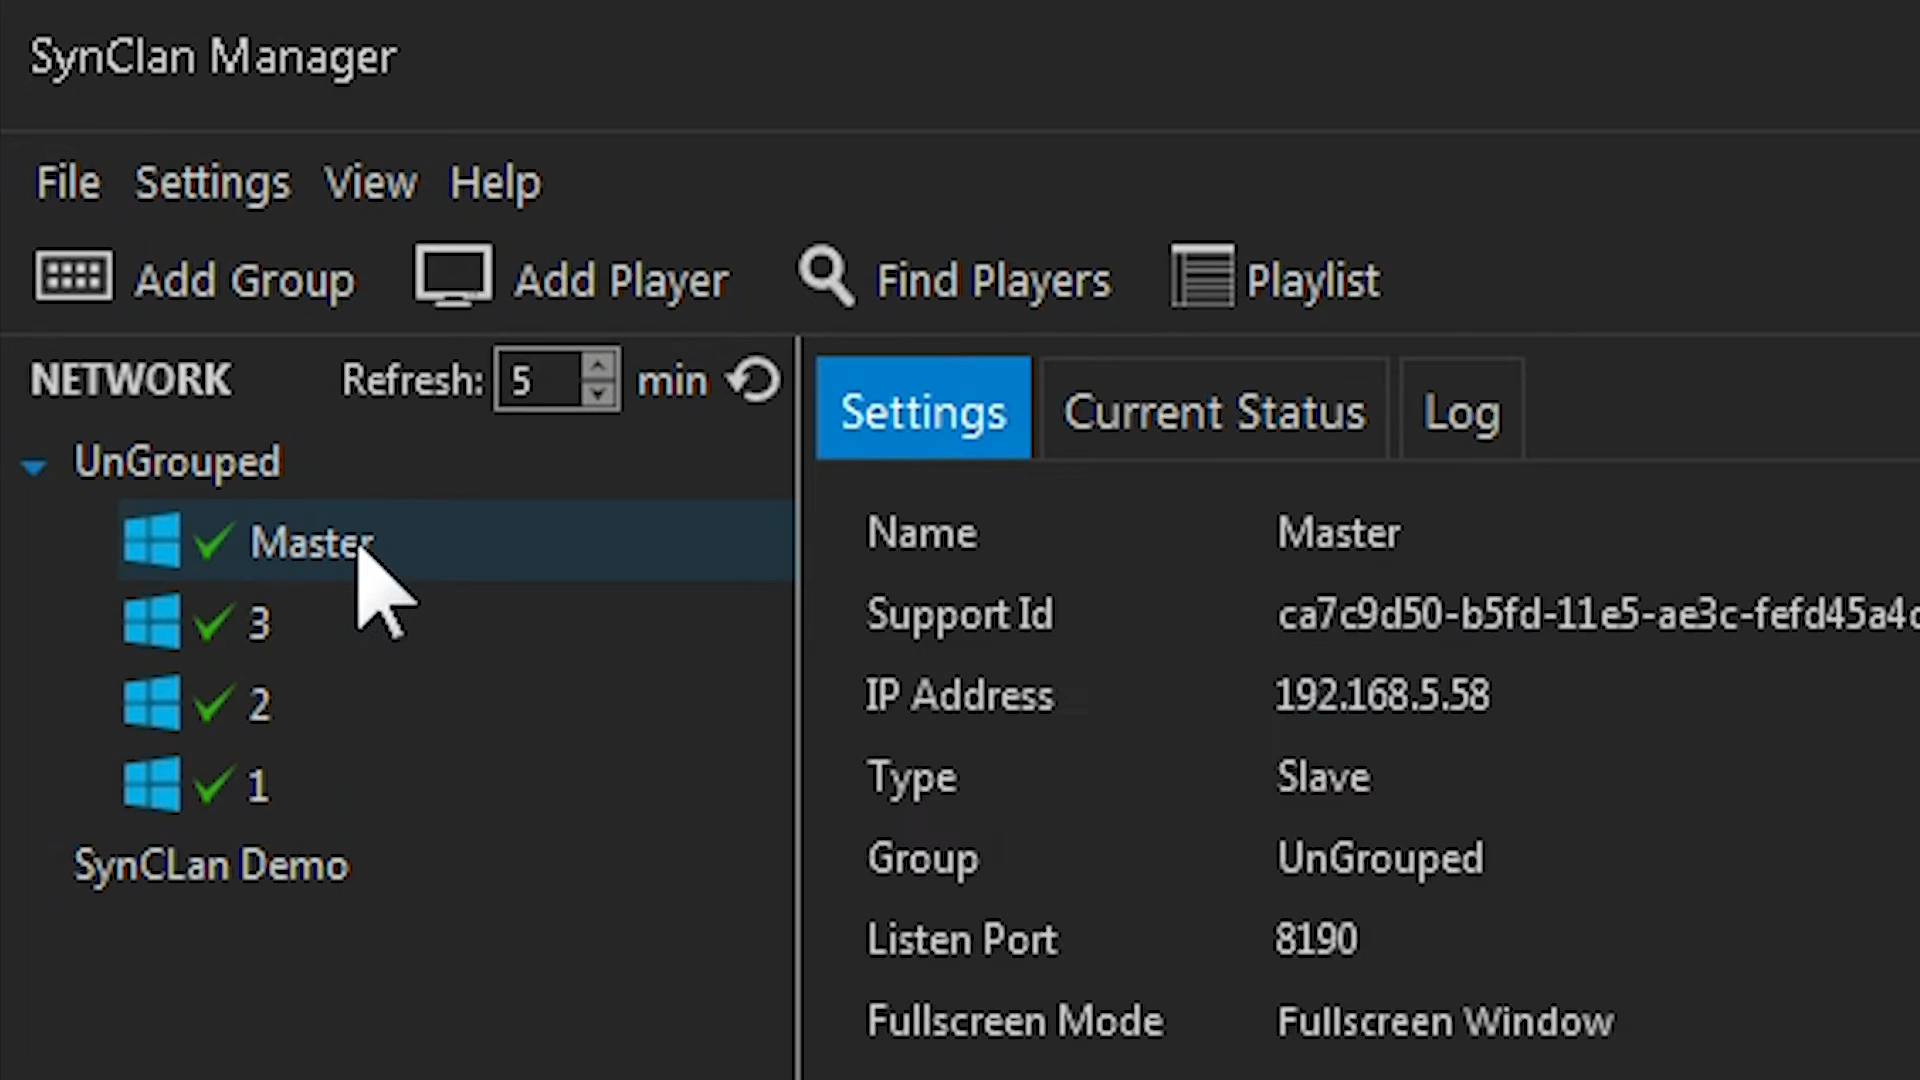 SynClan Manager
File Settings View Help
Add Group Add Player Find Players Playlist
NETWORK Refresh: 5 min
Settings Current Status Log
UnGrouped
Master
3
2
1
SynCLan Demo
Name Master
Support Id ca7c9d50-b5fd-11e5-ae3c-fefd45a4c
IP Address 192.168.5.58
Type Slave
Group UnGrouped
Listen Port 8190
Fullscreen Mode Fullscreen Window